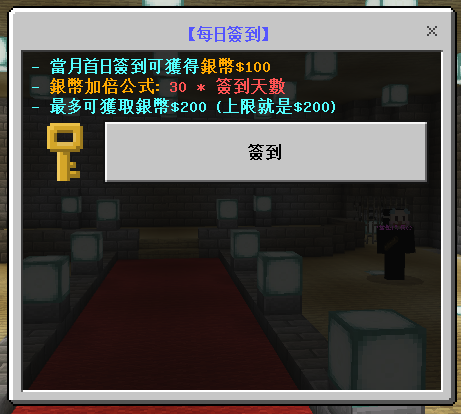 【每日簽到】
- 當月首日簽到可獲得銀幣$100
- 銀幣加倍公式: 30 * 簽到天數
- 最多可獲取銀幣$200 (上限就是$200)
簽到